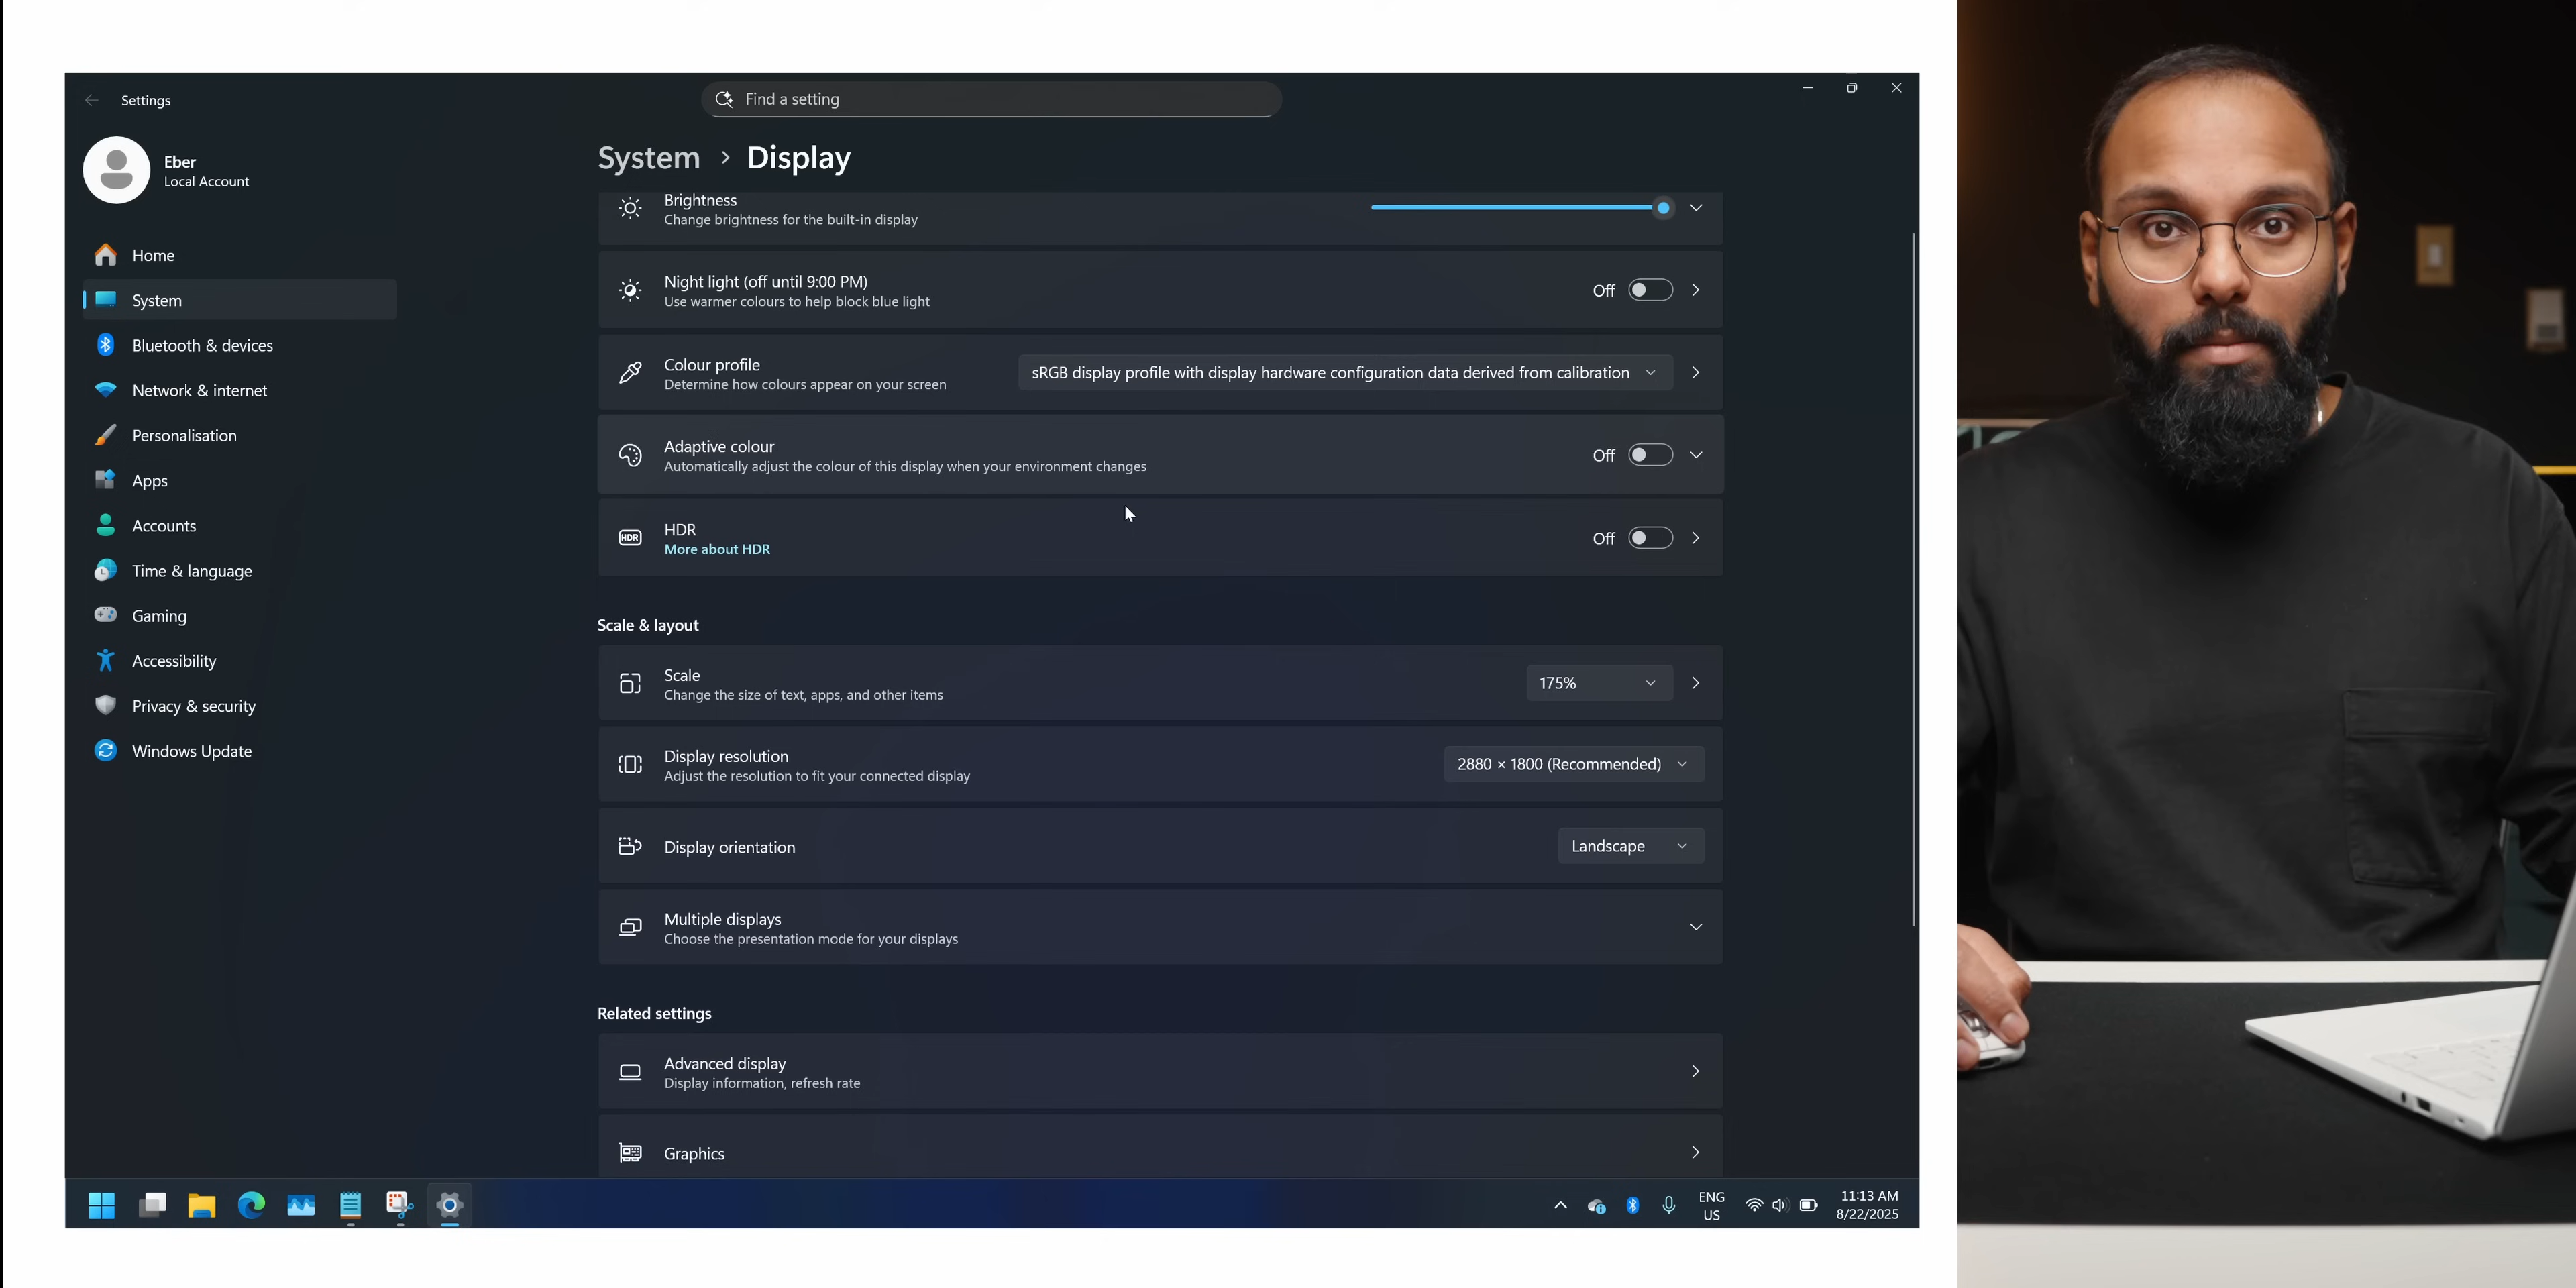 Settings
Find a setting
Eber
Local Account
Home
System
Bluetooth & devices
Network & internet
Personalisation
Apps
Accounts
Time & language
Gaming
Accessibility
Privacy & security
Windows Update
System > Display
Brightness
Change brightness for the built-in display
Night light (off until 9:00 PM)
Use warmer colours to help block blue light
Off
Colour profile
Determine how colours appear on your screen
sRGB display profile with display hardware configuration data derived from calibration
Adaptive colour
Automatically adjust the colour of this display when your environment changes
Off
HDR
HDR
More about HDR
Off
Scale & layout
Scale
Change the size of text, apps, and other items
175%
Display resolution
Adjust the resolution to fit your connected display
2880 × 1800 (Recommended)
Display orientation
Landscape
Multiple displays
Choose the presentation mode for your displays
Related settings
Advanced display
Display information, refresh rate
Graphics
ENG
US
11:13 AM
8/22/2025